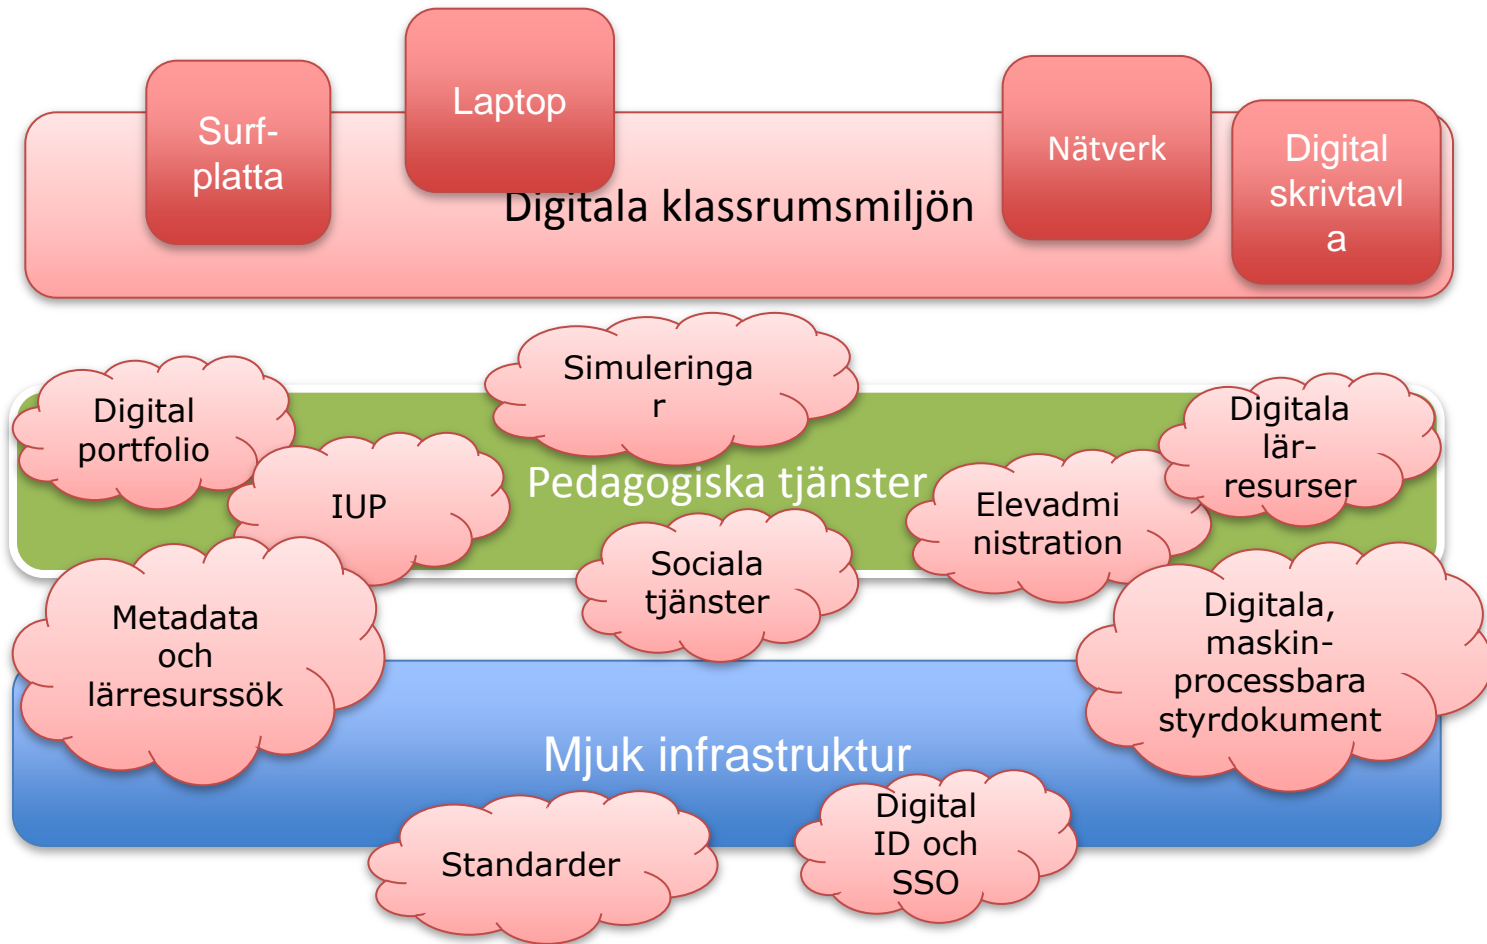 Surf-
platta
Laptop
Nätverk
Digital
skrivtavl
a
Digitala klassrumsmiljön
Digital
portfolio
IUP
Simuleringa
r
Pedagogiska tjänster
Sociala
tjänster
Elevadmi
nistration
Digitala
lär-
resurser
Metadata
och
lärresurssök
Digitala,
maskin-
processbara
styrdokument
Mjuk infrastruktur
Standarder
Digital
ID och
SSO